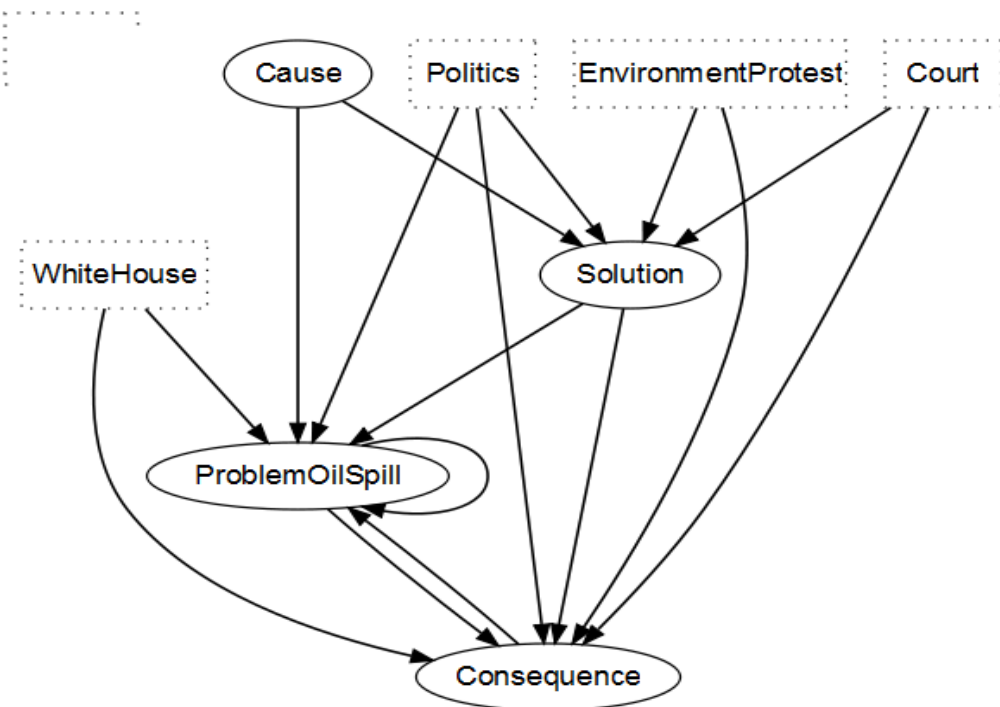 Cause
Politics
EnvironmentProtest
Court
WhiteHouse
Solution
ProblemOilSpill
Consequence